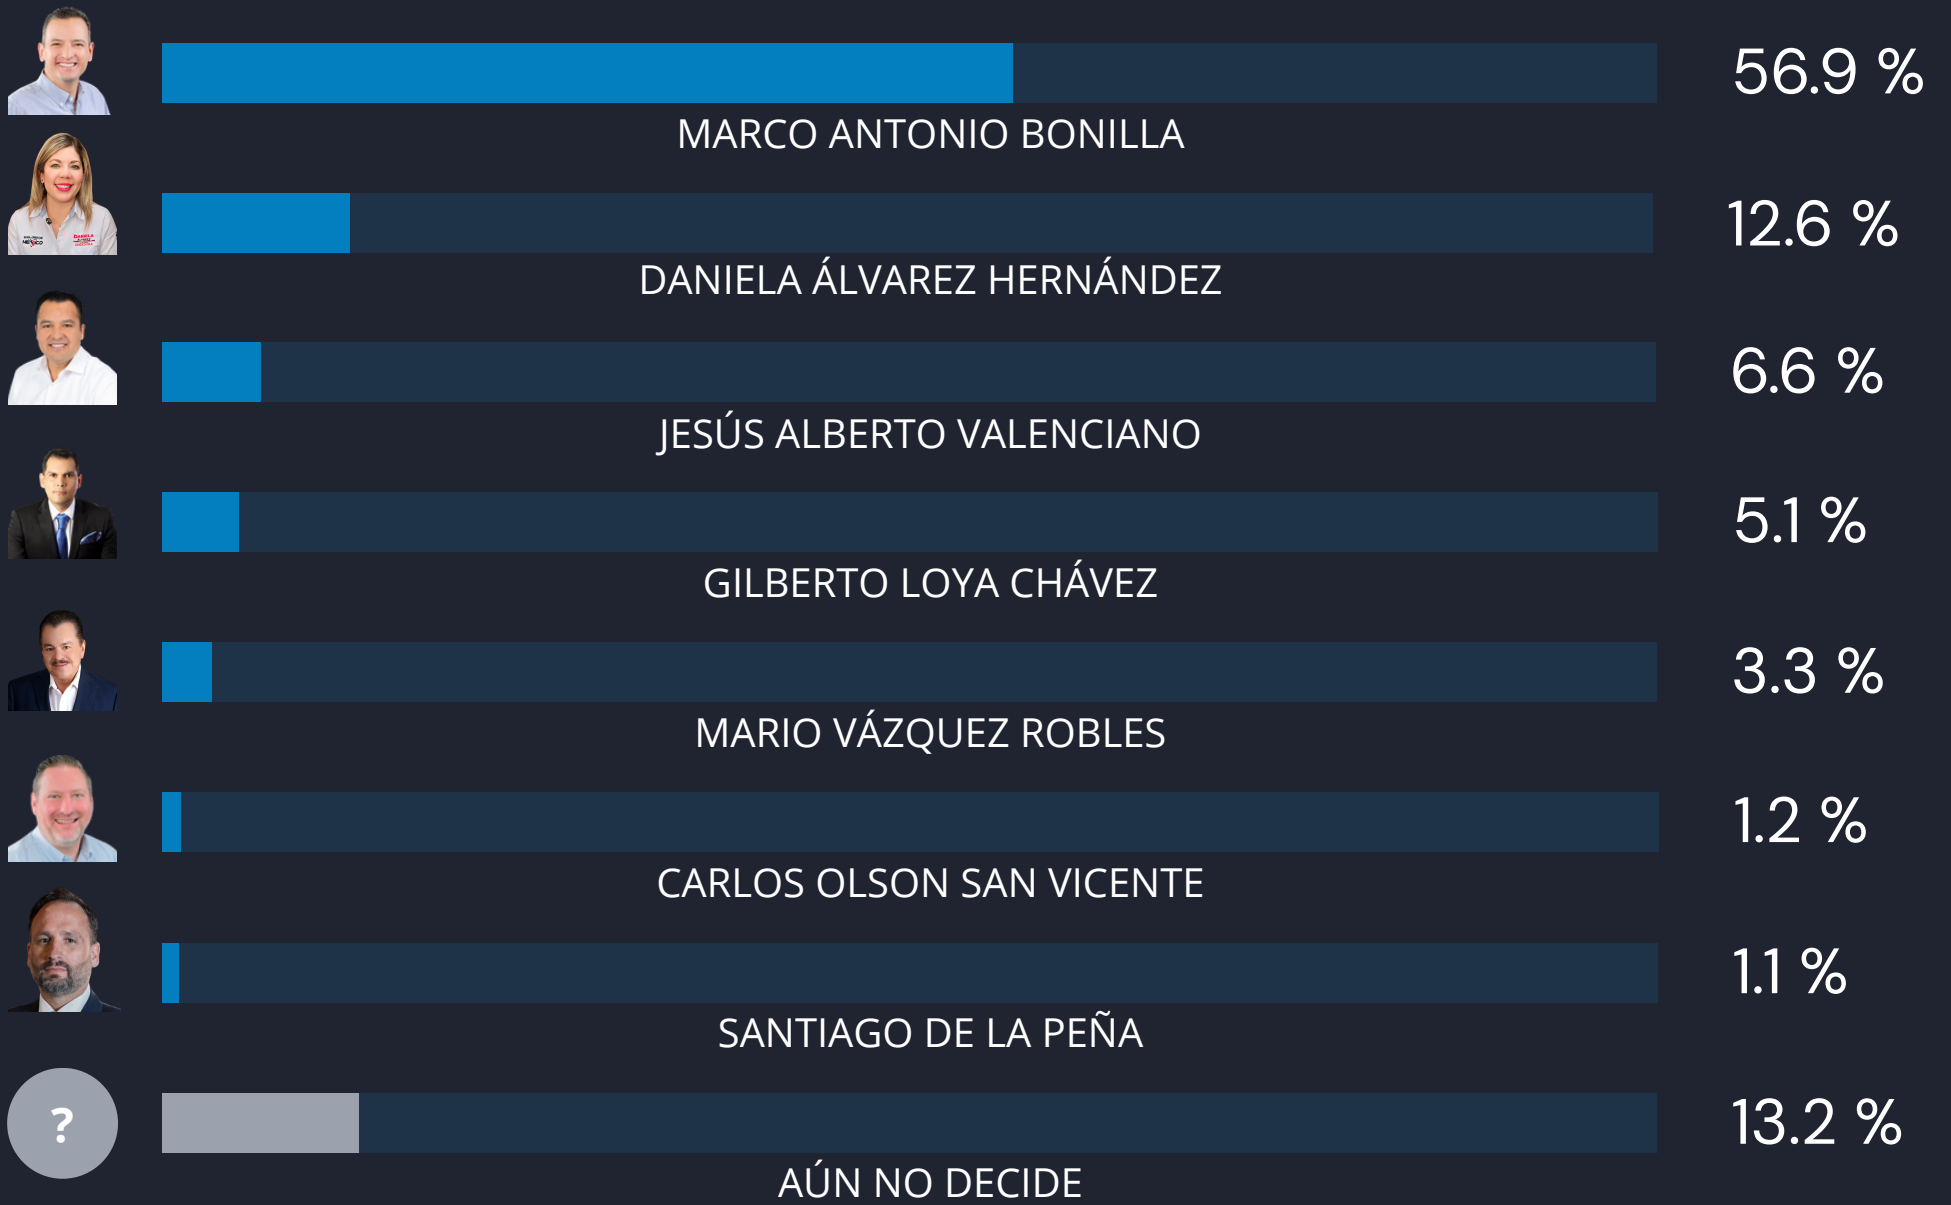 56.9 %
MARCO ANTONIO BONILLA
12.6 %
DANIELA ÁLVAREZ HERNÁNDEZ
6.6 %
JESÚS ALBERTO VALENCIANO
5.1 %
GILBERTO LOYA CHÁVEZ
3.3 %
MARIO VÁZQUEZ ROBLES
1.2 %
CARLOS OLSON SAN VICENTE
1.1 %
SANTIAGO DE LA PEÑA
?
13.2 %
AÚN NO DECIDE